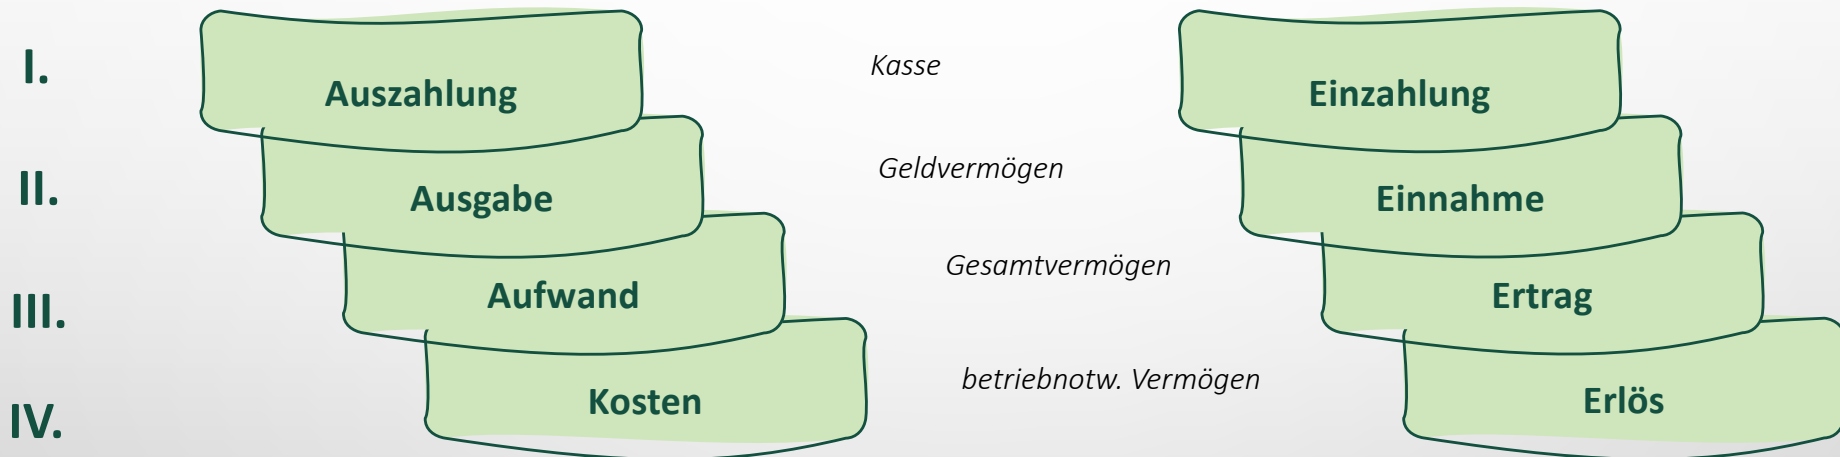 I. Auszahlung Kasse Einzahlung
II. Ausgabe Geldvermögen Einnahme
III. Aufwand Gesamtvermögen Ertrag
IV. Kosten betriebnotw. Vermögen Erlös